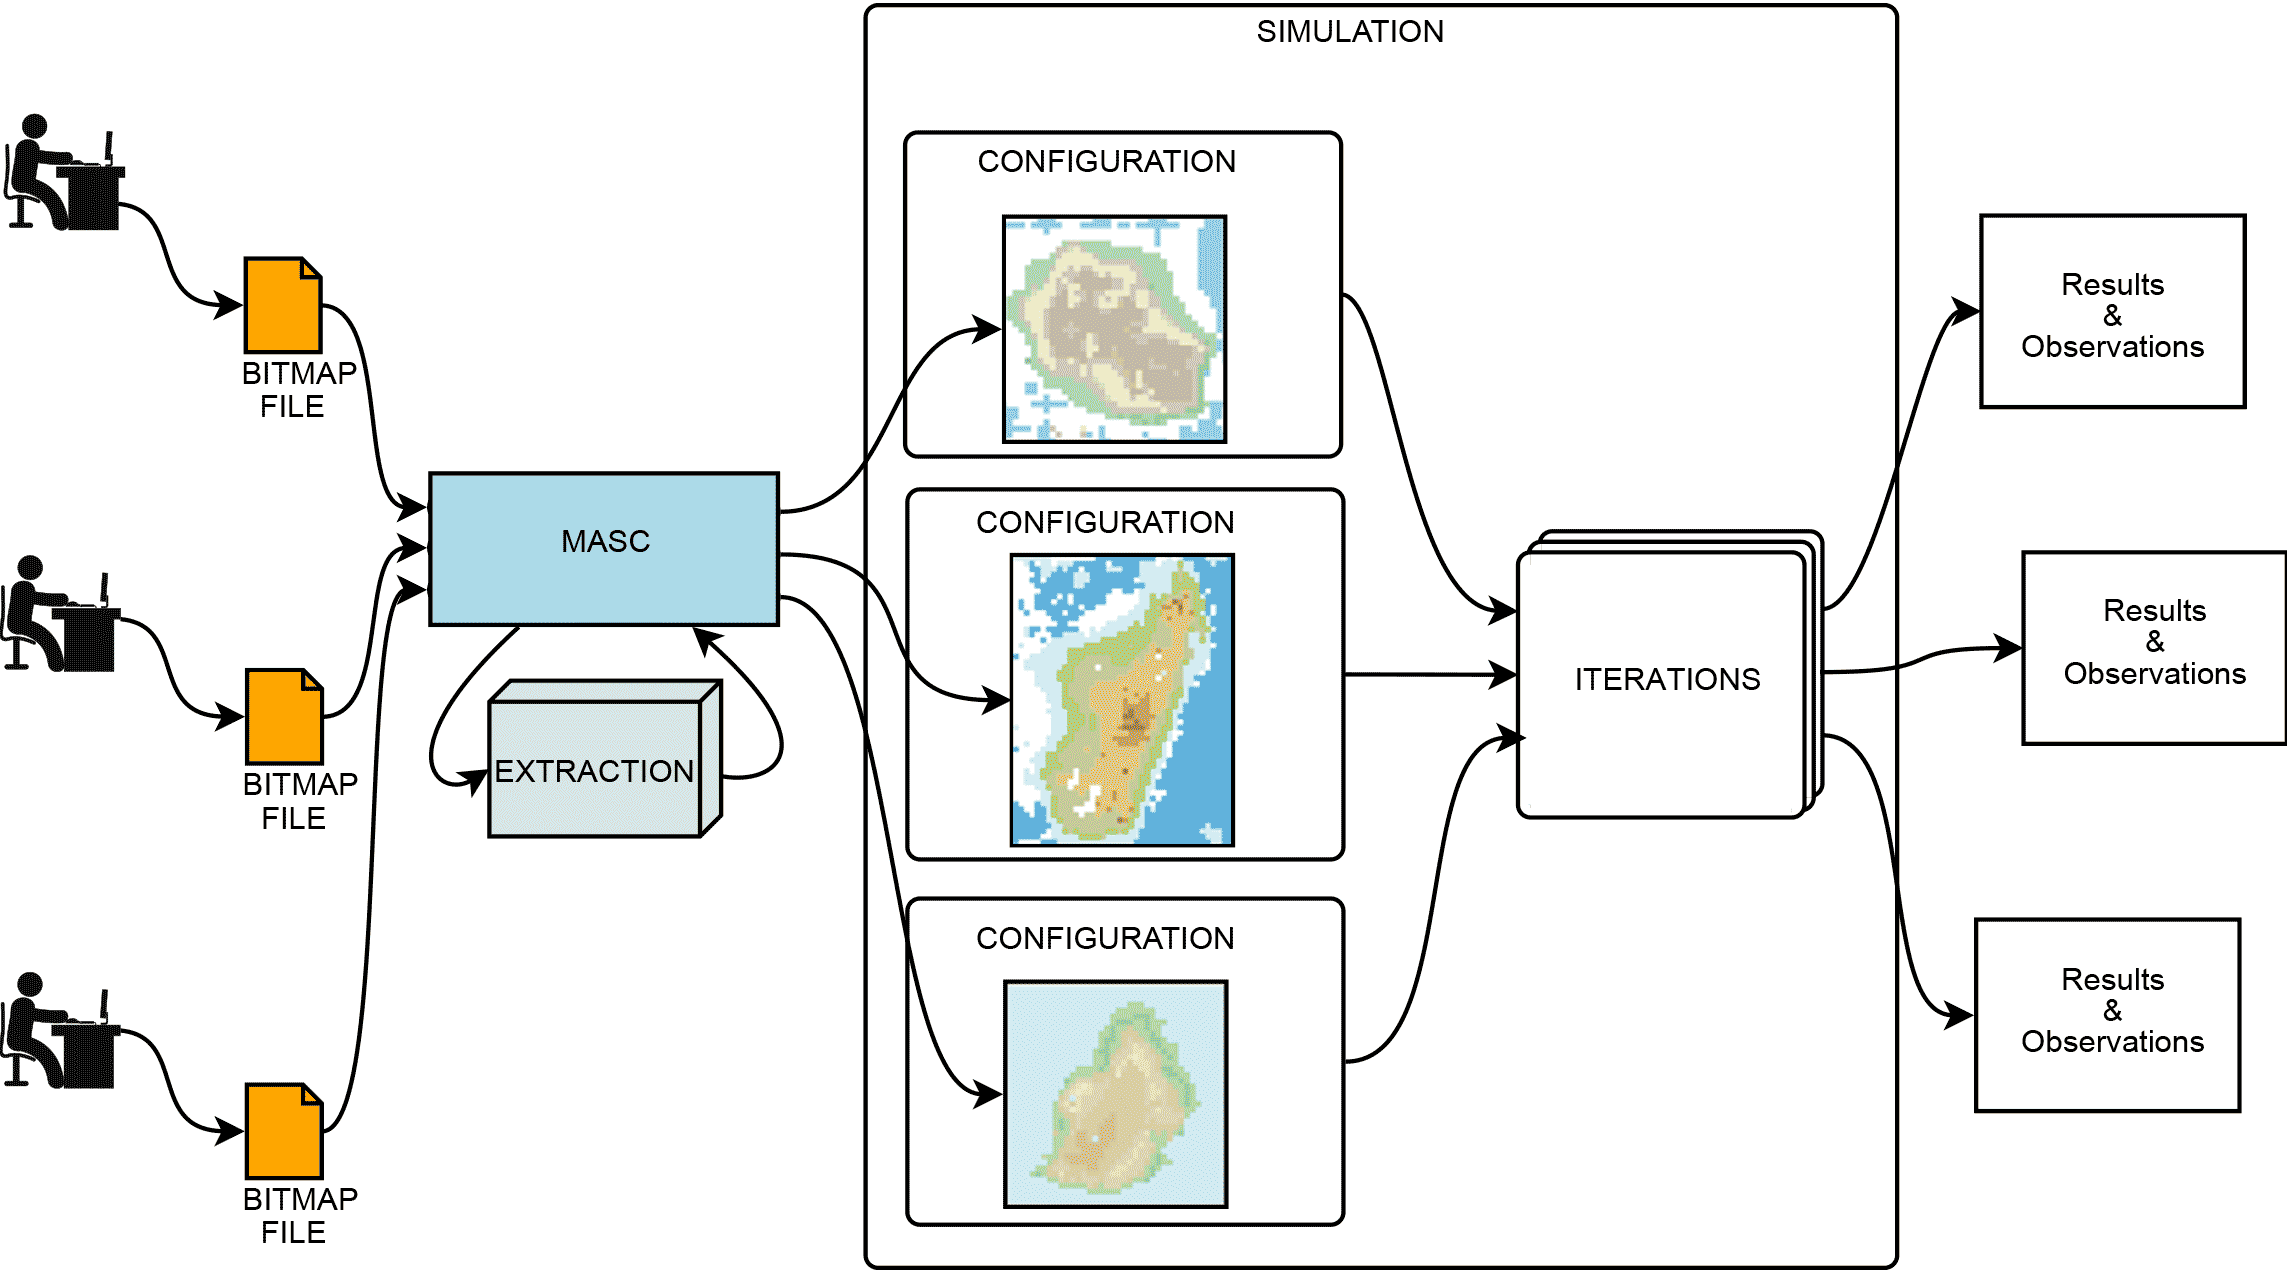 SIMULATION
CONFIGURATION
BITMAP
FILE
Results
&
Observations
MASC
EXTRACTION
CONFIGURATION
ITERATIONS
BITMAP
FILE
Results
&
Observations
CONFIGURATION
BITMAP
FILE
Results
&
Observations